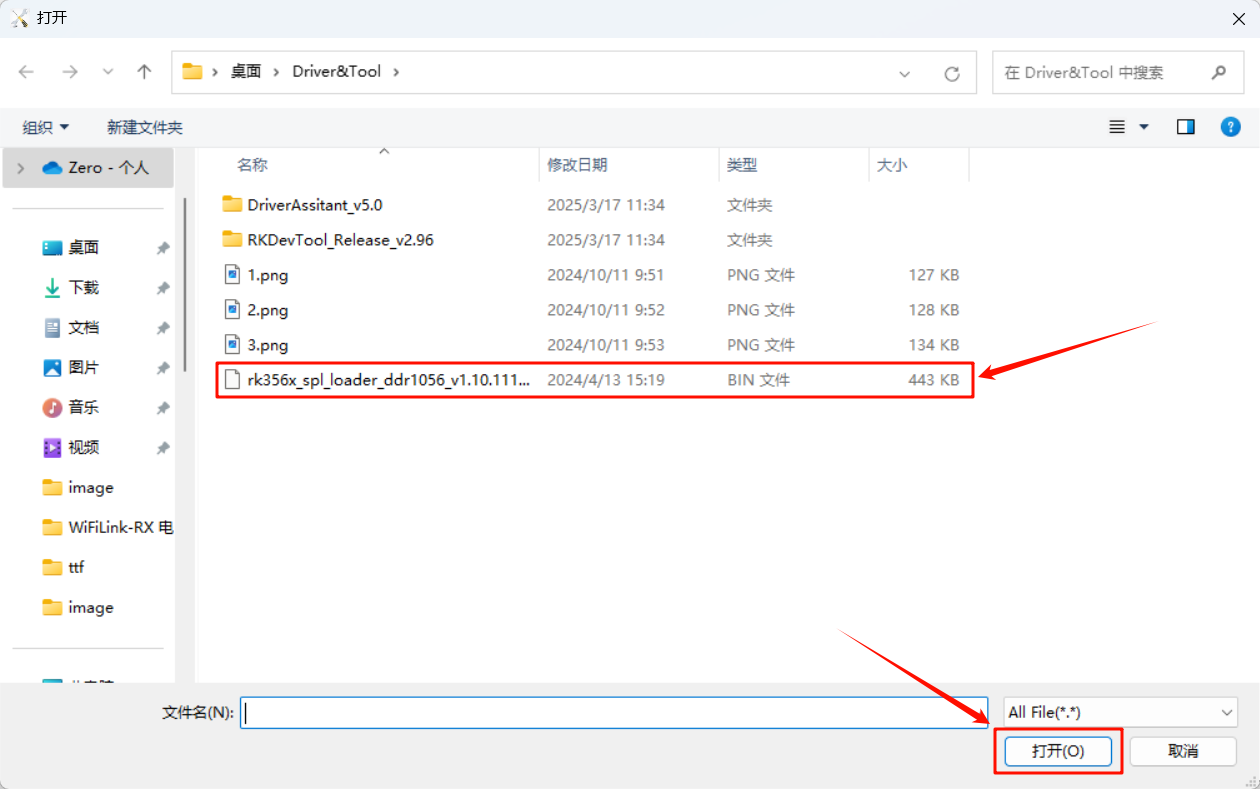 打开
桌面 Driver&Tool
在 Driver&Tool 中搜索
组织 新建文件夹
Zero - 个人
桌面
下载
文档
图片
音乐
视频
image
WiFiLink-RX 电
ttf
image
名称 修改日期 类型 大小
DriverAssitant_v5.0 2025/3/17 11:34 文件夹
RKDevTool_Release_v2.96 2025/3/17 11:34 文件夹
1.png 2024/10/11 9:51 PNG 文件 127 KB
2.png 2024/10/11 9:52 PNG 文件 128 KB
3.png 2024/10/11 9:53 PNG 文件 134 KB
rk356x_spl_loader_ddr1056_v1.10.111... 2024/4/13 15:19 BIN 文件 443 KB
文件名(N):
All File(*.*)
打开(O) 取消